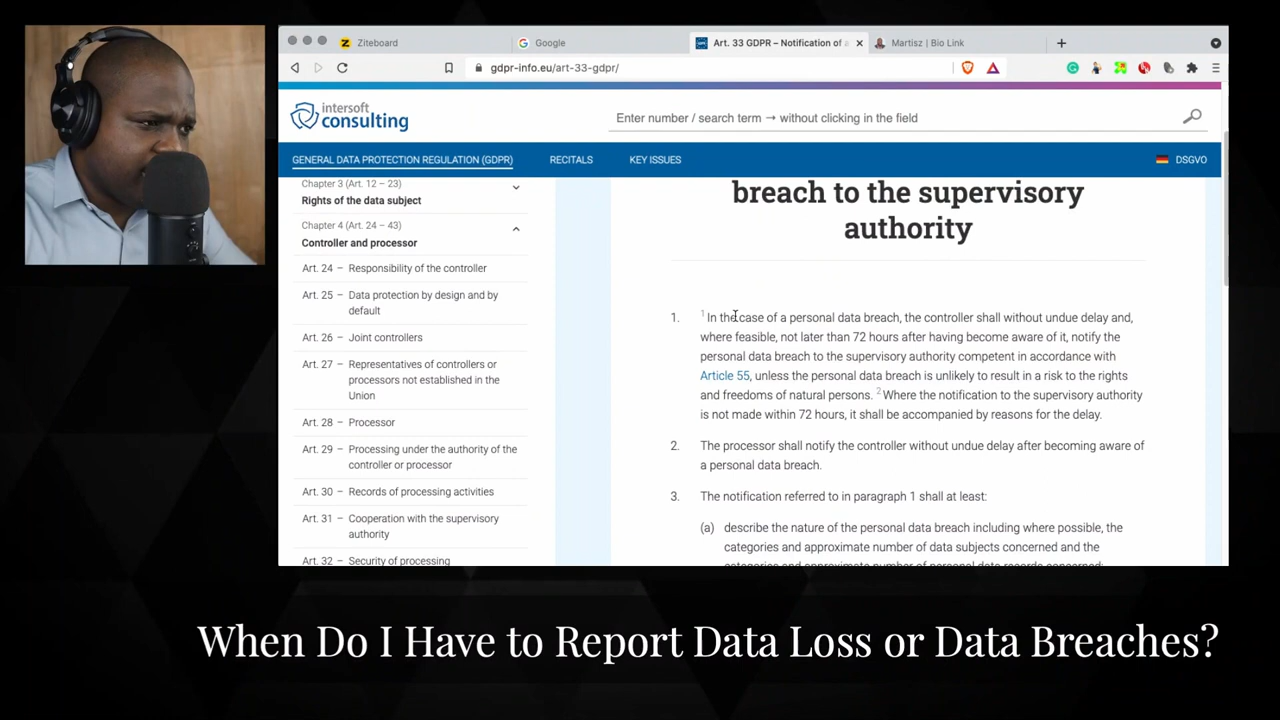 Ziteboard
Google
Art. 33 GDPR – Notification of a
Martisz | Bio Link
gdpr-info.eu/art-33-gdpr/
intersoft
consulting
Enter number / search term → without clicking in the field
GENERAL DATA PROTECTION REGULATION (GDPR)
RECITALS
KEY ISSUES
DSGVO
Chapter 3 (Art. 12 – 23)
Rights of the data subject
Chapter 4 (Art. 24 – 43)
Controller and processor
Art. 24 – Responsibility of the controller
Art. 25 – Data protection by design and by
default
Art. 26 – Joint controllers
Art. 27 – Representatives of controllers or
processors not established in the
Union
Art. 28 – Processor
Art. 29 – Processing under the authority of the
controller or processor
Art. 30 – Records of processing activities
Art. 31 – Cooperation with the supervisory
authority
Art. 32 – Security of processing
breach to the supervisory
authority
1. 1 In the case of a personal data breach, the controller shall without undue delay and,
where feasible, not later than 72 hours after having become aware of it, notify the
personal data breach to the supervisory authority competent in accordance with
Article 55, unless the personal data breach is unlikely to result in a risk to the rights
and freedoms of natural persons. 2 Where the notification to the supervisory authority
is not made within 72 hours, it shall be accompanied by reasons for the delay.
2. The processor shall notify the controller without undue delay after becoming aware of
a personal data breach.
3. The notification referred to in paragraph 1 shall at least:
(a) describe the nature of the personal data breach including where possible, the
categories and approximate number of data subjects concerned and the
categories and approximate number of personal data records concerned;
When Do I Have to Report Data Loss or Data Breaches?